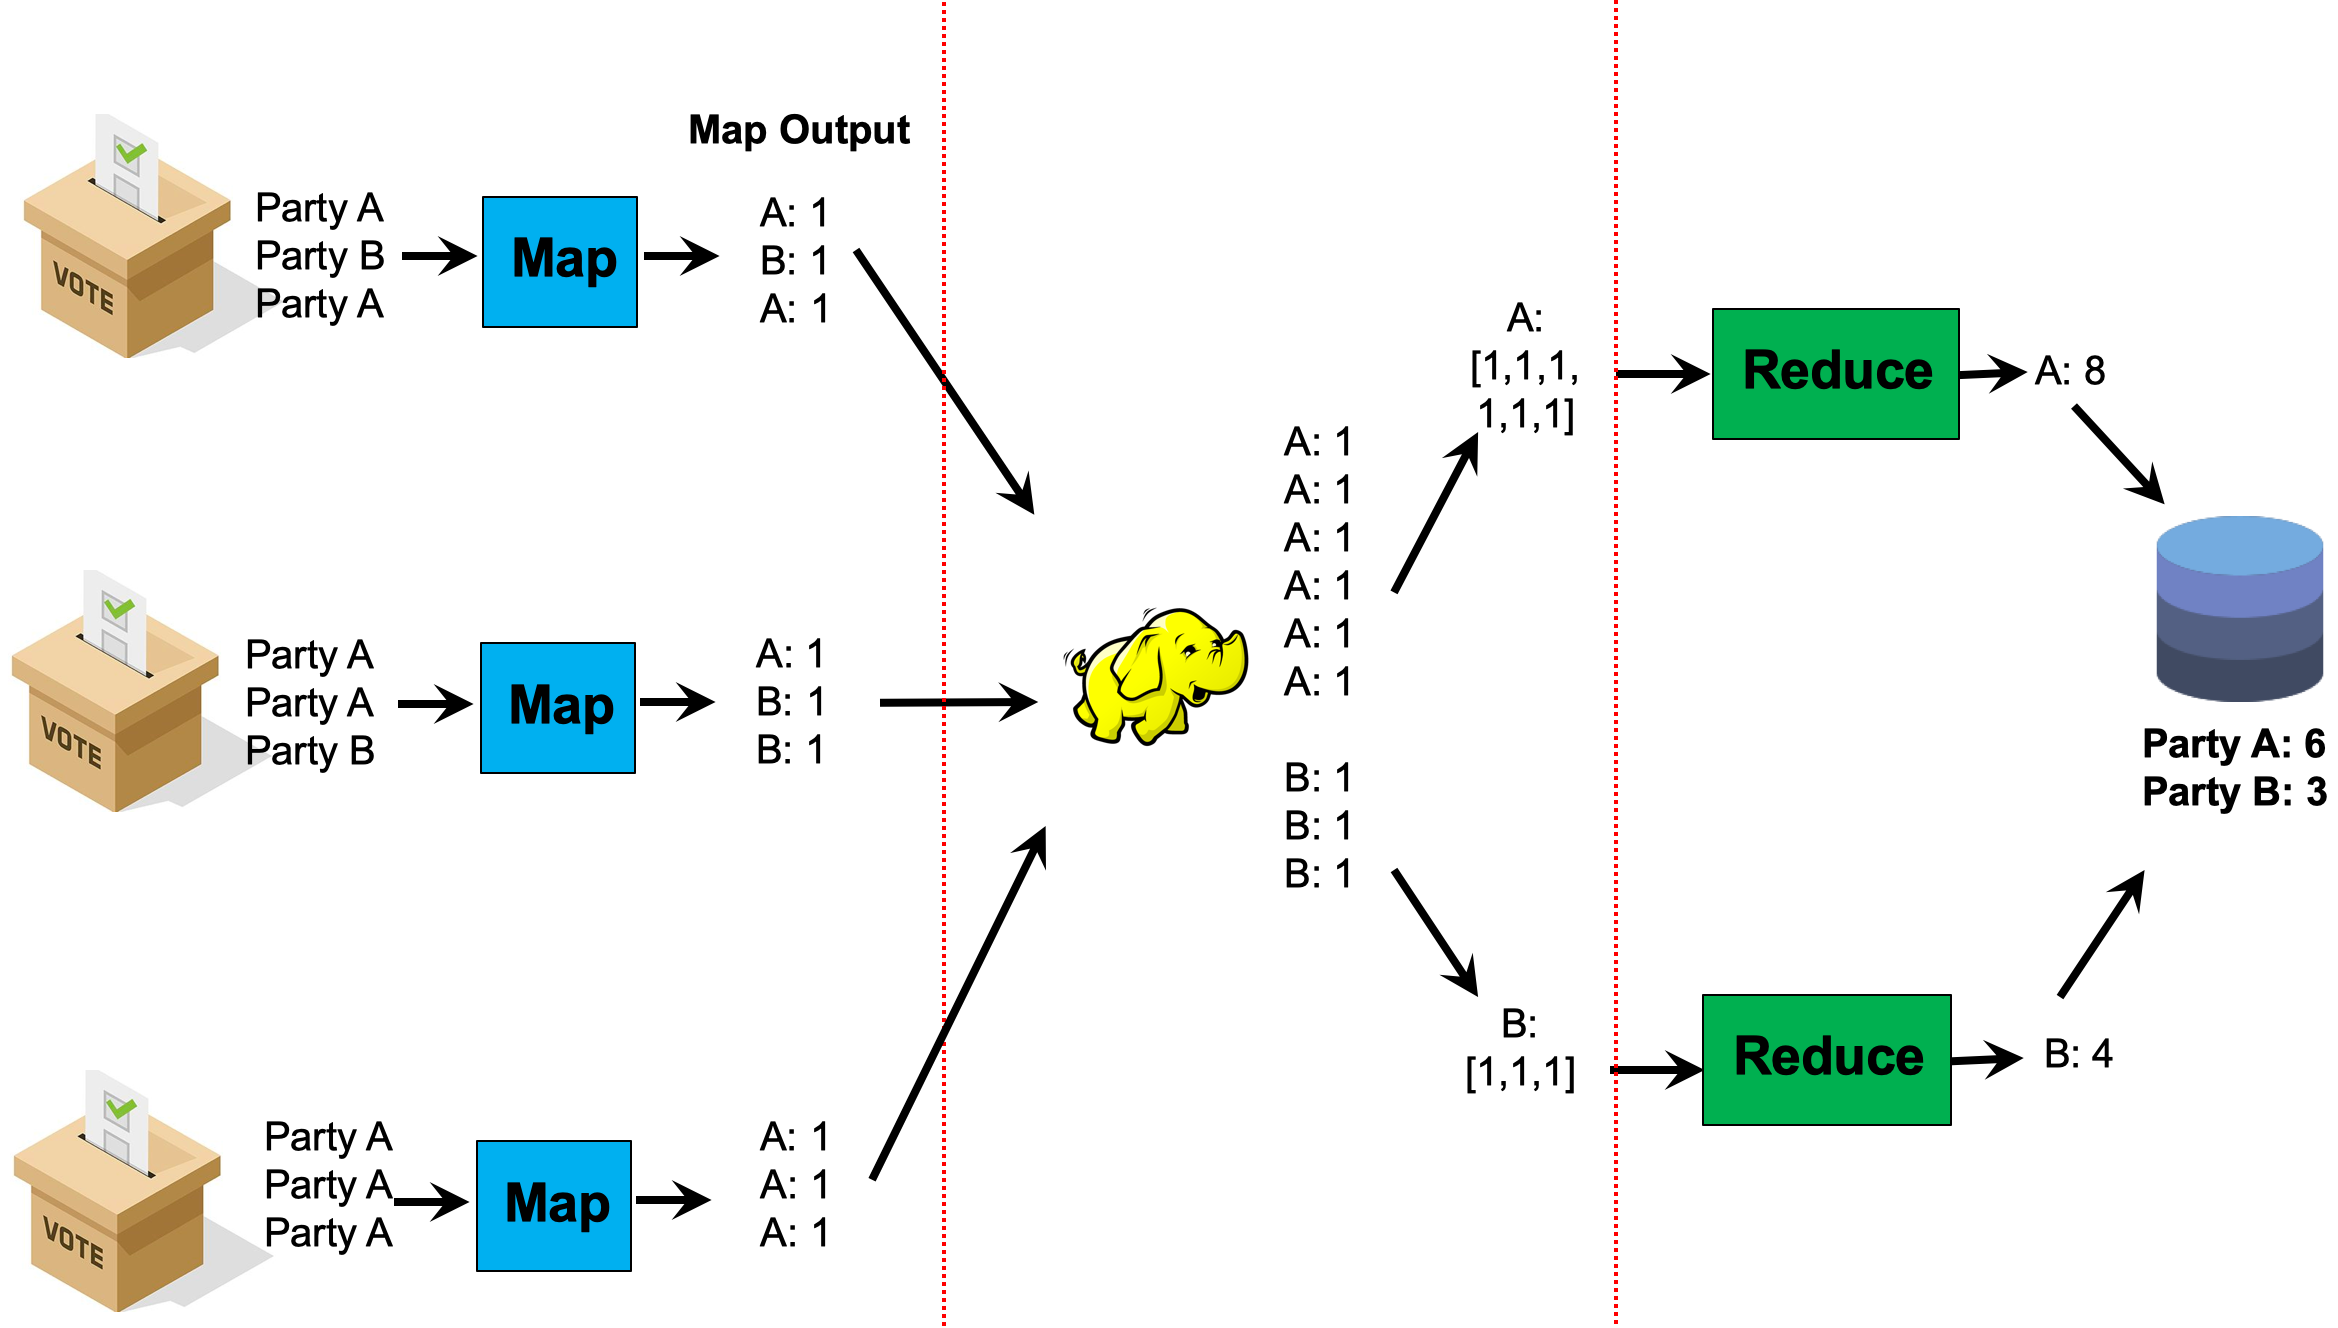 Map Output
VOTE
Party A
Party B
Party A
Map
A: 1
B: 1
A: 1
VOTE
Party A
Party A
Party B
Map
A: 1
B: 1
B: 1
VOTE
Party A
Party A
Party A
Map
A: 1
A: 1
A: 1
A: 1
A: 1
A: 1
A: 1
A: 1
A: 1
B: 1
B: 1
B: 1
A:
[1,1,1,
1,1,1]
B:
[1,1,1]
Reduce
A: 8
Reduce
B: 4
Party A: 6
Party B: 3